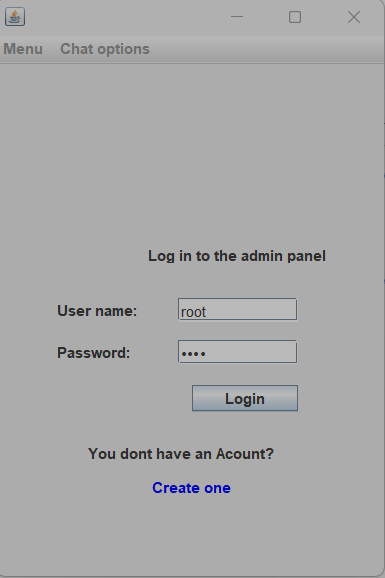 Menu Chat options
Log in to the admin panel
User name: root
Password: ••••
Login
You dont have an Acount?
Create one